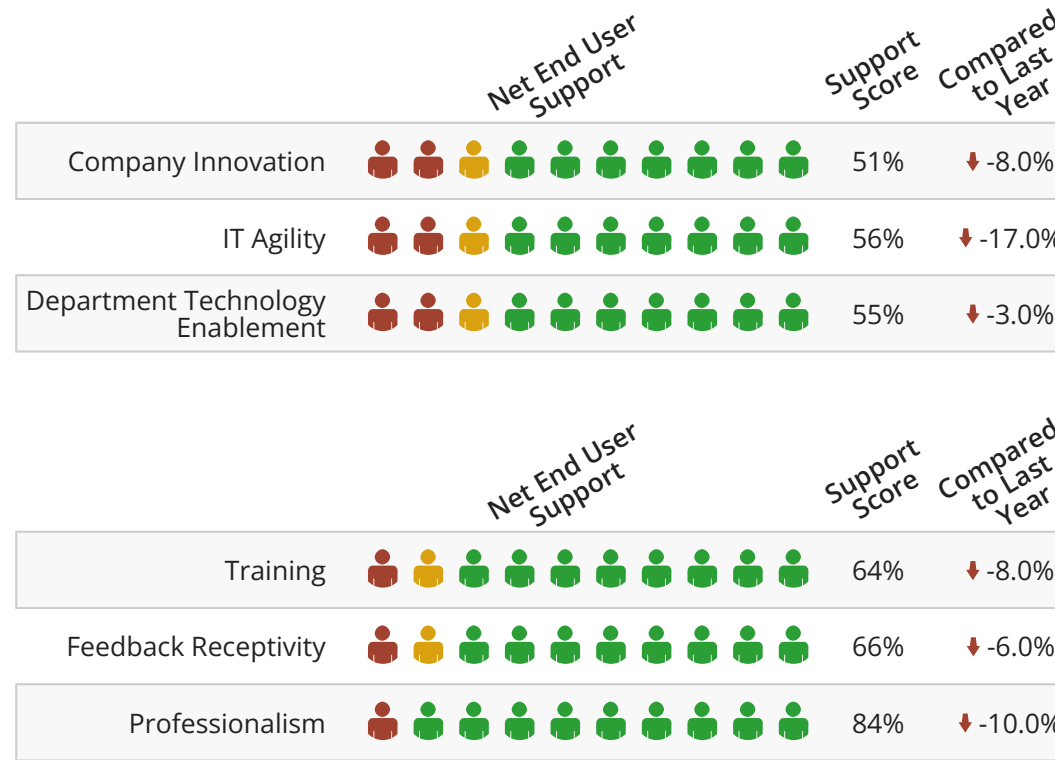 Net End User
Support
Support
Score
Compared
to Last
Year
Company Innovation 51% -8.0%
IT Agility 56% -17.0%
Department Technology
Enablement 55% -3.0%
Net End User
Support
Support
Score
Compared
to Last
Year
Training 64% -8.0%
Feedback Receptivity 66% -6.0%
Professionalism 84% -10.0%